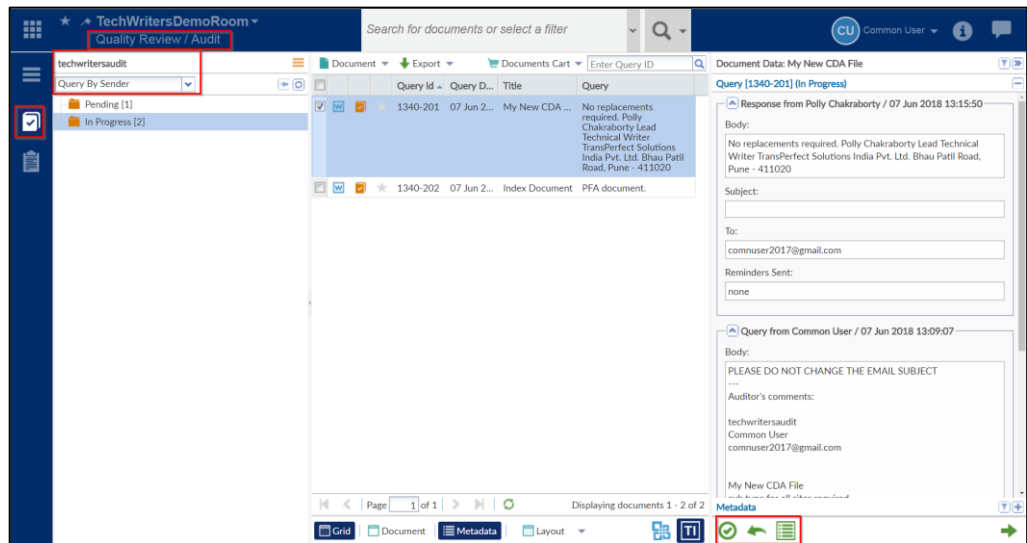 TechWritersDemoRoom
Quality Review / Audit
Search for documents or select a filter
CU Common User
techwritersaudit
Query By Sender
Pending [1]
In Progress [2]
Document Export Documents Cart Enter Query ID
Query Id Query D... Title Query
1340-201 07 Jun 2... My New CDA ... No replacements
required. Polly
Chakraborty Lead
Technical Writer
TransPerfect Solutions
India Pvt. Ltd. Bhau Patil
Road, Pune - 411020
1340-202 07 Jun 2... Index Document PFA document.
Page 1 of 1 Displaying documents 1 - 2 of 2
Grid Document Metadata Layout TI
Document Data: My New CDA File
Query [1340-201] (In Progress)
Response from Polly Chakraborty / 07 Jun 2018 13:15:50
Body:
No replacements required. Polly Chakraborty Lead Technical
Writer TransPerfect Solutions India Pvt. Ltd. Bhau Patil Road,
Pune - 411020
Subject:
To:
comnuser2017@gmail.com
Reminders Sent:
none
Query from Common User / 07 Jun 2018 13:09:07
Body:
PLEASE DO NOT CHANGE THE EMAIL SUBJECT
---
Auditor's comments:
techwritersaudit
Common User
comnuser2017@gmail.com
My New CDA File
Metadata